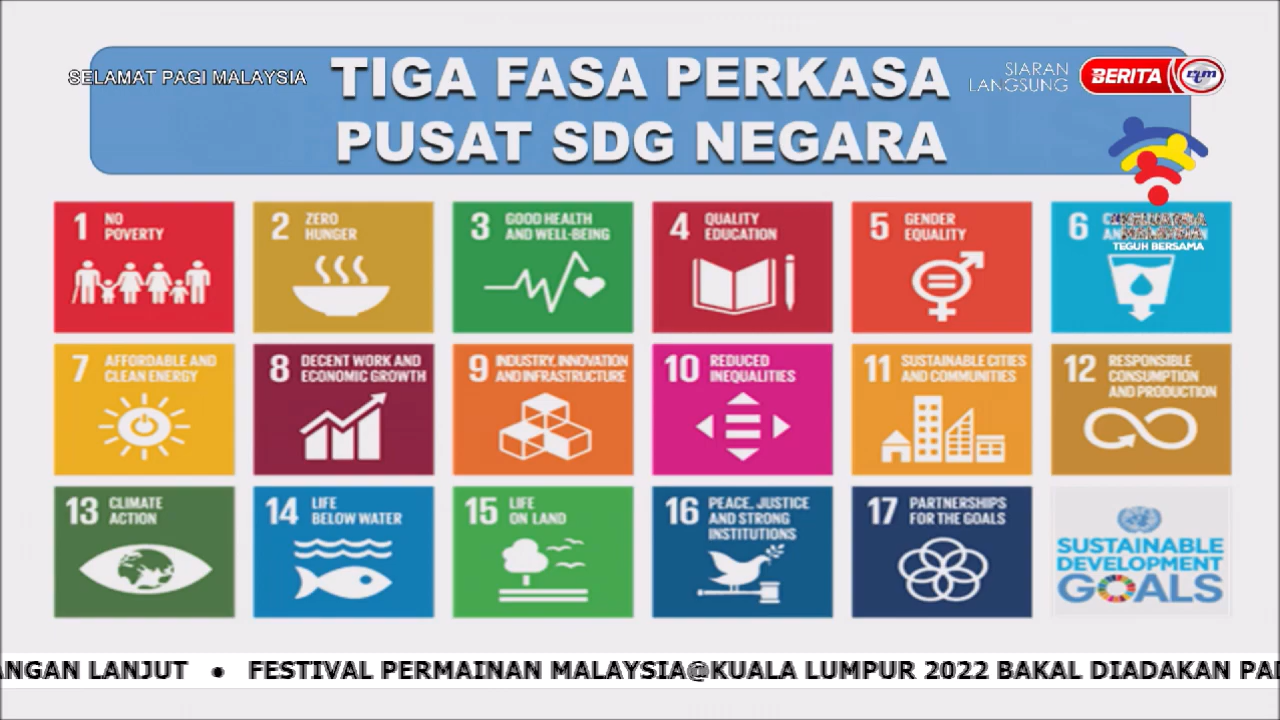 SELAMAT PAGI MALAYSIA
TIGA FASA PERKASA
PUSAT SDG NEGARA
SIARAN
LANGSUNG
BERITA
rtm
1 NO
POVERTY
2 ZERO
HUNGER
3 GOOD HEALTH
AND WELL-BEING
4 QUALITY
EDUCATION
5 GENDER
EQUALITY
6
TEGUH BERSAMA
7 AFFORDABLE AND
CLEAN ENERGY
8 DECENT WORK AND
ECONOMIC GROWTH
9 INDUSTRY, INNOVATION
AND INFRASTRUCTURE
10 REDUCED
INEQUALITIES
11 SUSTAINABLE CITIES
AND COMMUNITIES
12 RESPONSIBLE
CONSUMPTION
AND PRODUCTION
13 CLIMATE
ACTION
14 LIFE
BELOW WATER
15 LIFE
ON LAND
16 PEACE, JUSTICE
AND STRONG
INSTITUTIONS
17 PARTNERSHIPS
FOR THE GOALS
SUSTAINABLE
DEVELOPMENT
GOALS
ANGAN LANJUT • FESTIVAL PERMAINAN MALAYSIA@KUALA LUMPUR 2022 BAKAL DIADAKAN PA